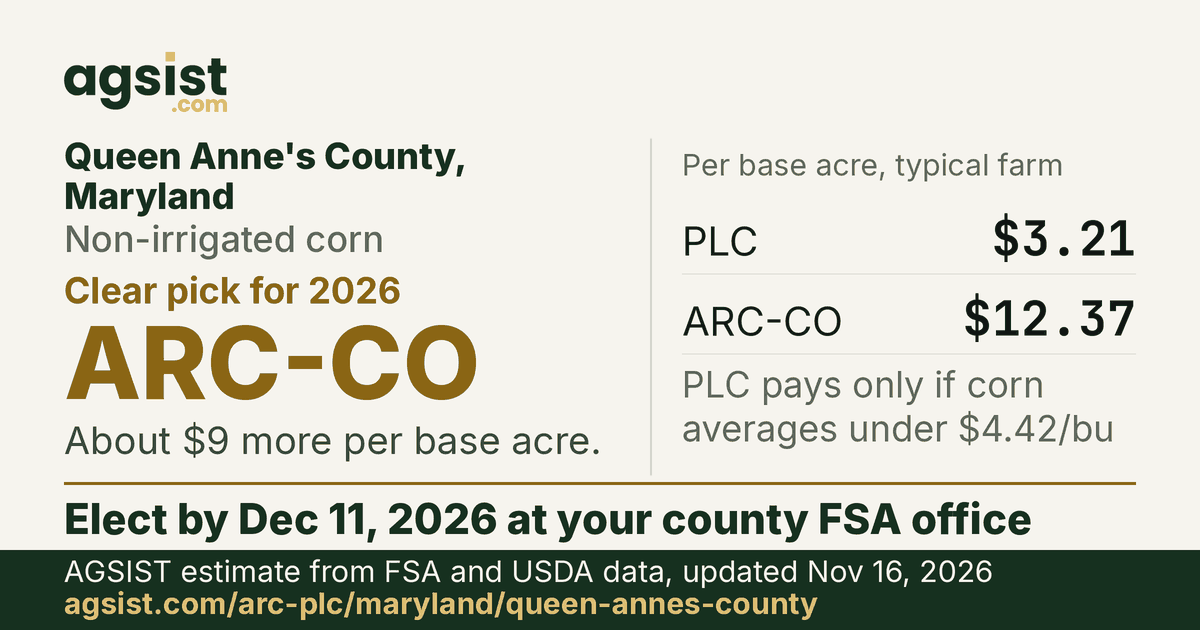 agsist
.com
Queen Anne's County,
Maryland
Non-irrigated corn
Clear pick for 2026
ARC-CO
About $9 more per base acre.
Per base acre, typical farm
PLC $3.21
ARC-CO $12.37
PLC pays only if corn
averages under $4.42/bu
Elect by Dec 11, 2026 at your county FSA office
AGSIST estimate from FSA and USDA data, updated Nov 16, 2026
agsist.com/arc-plc/maryland/queen-annes-county